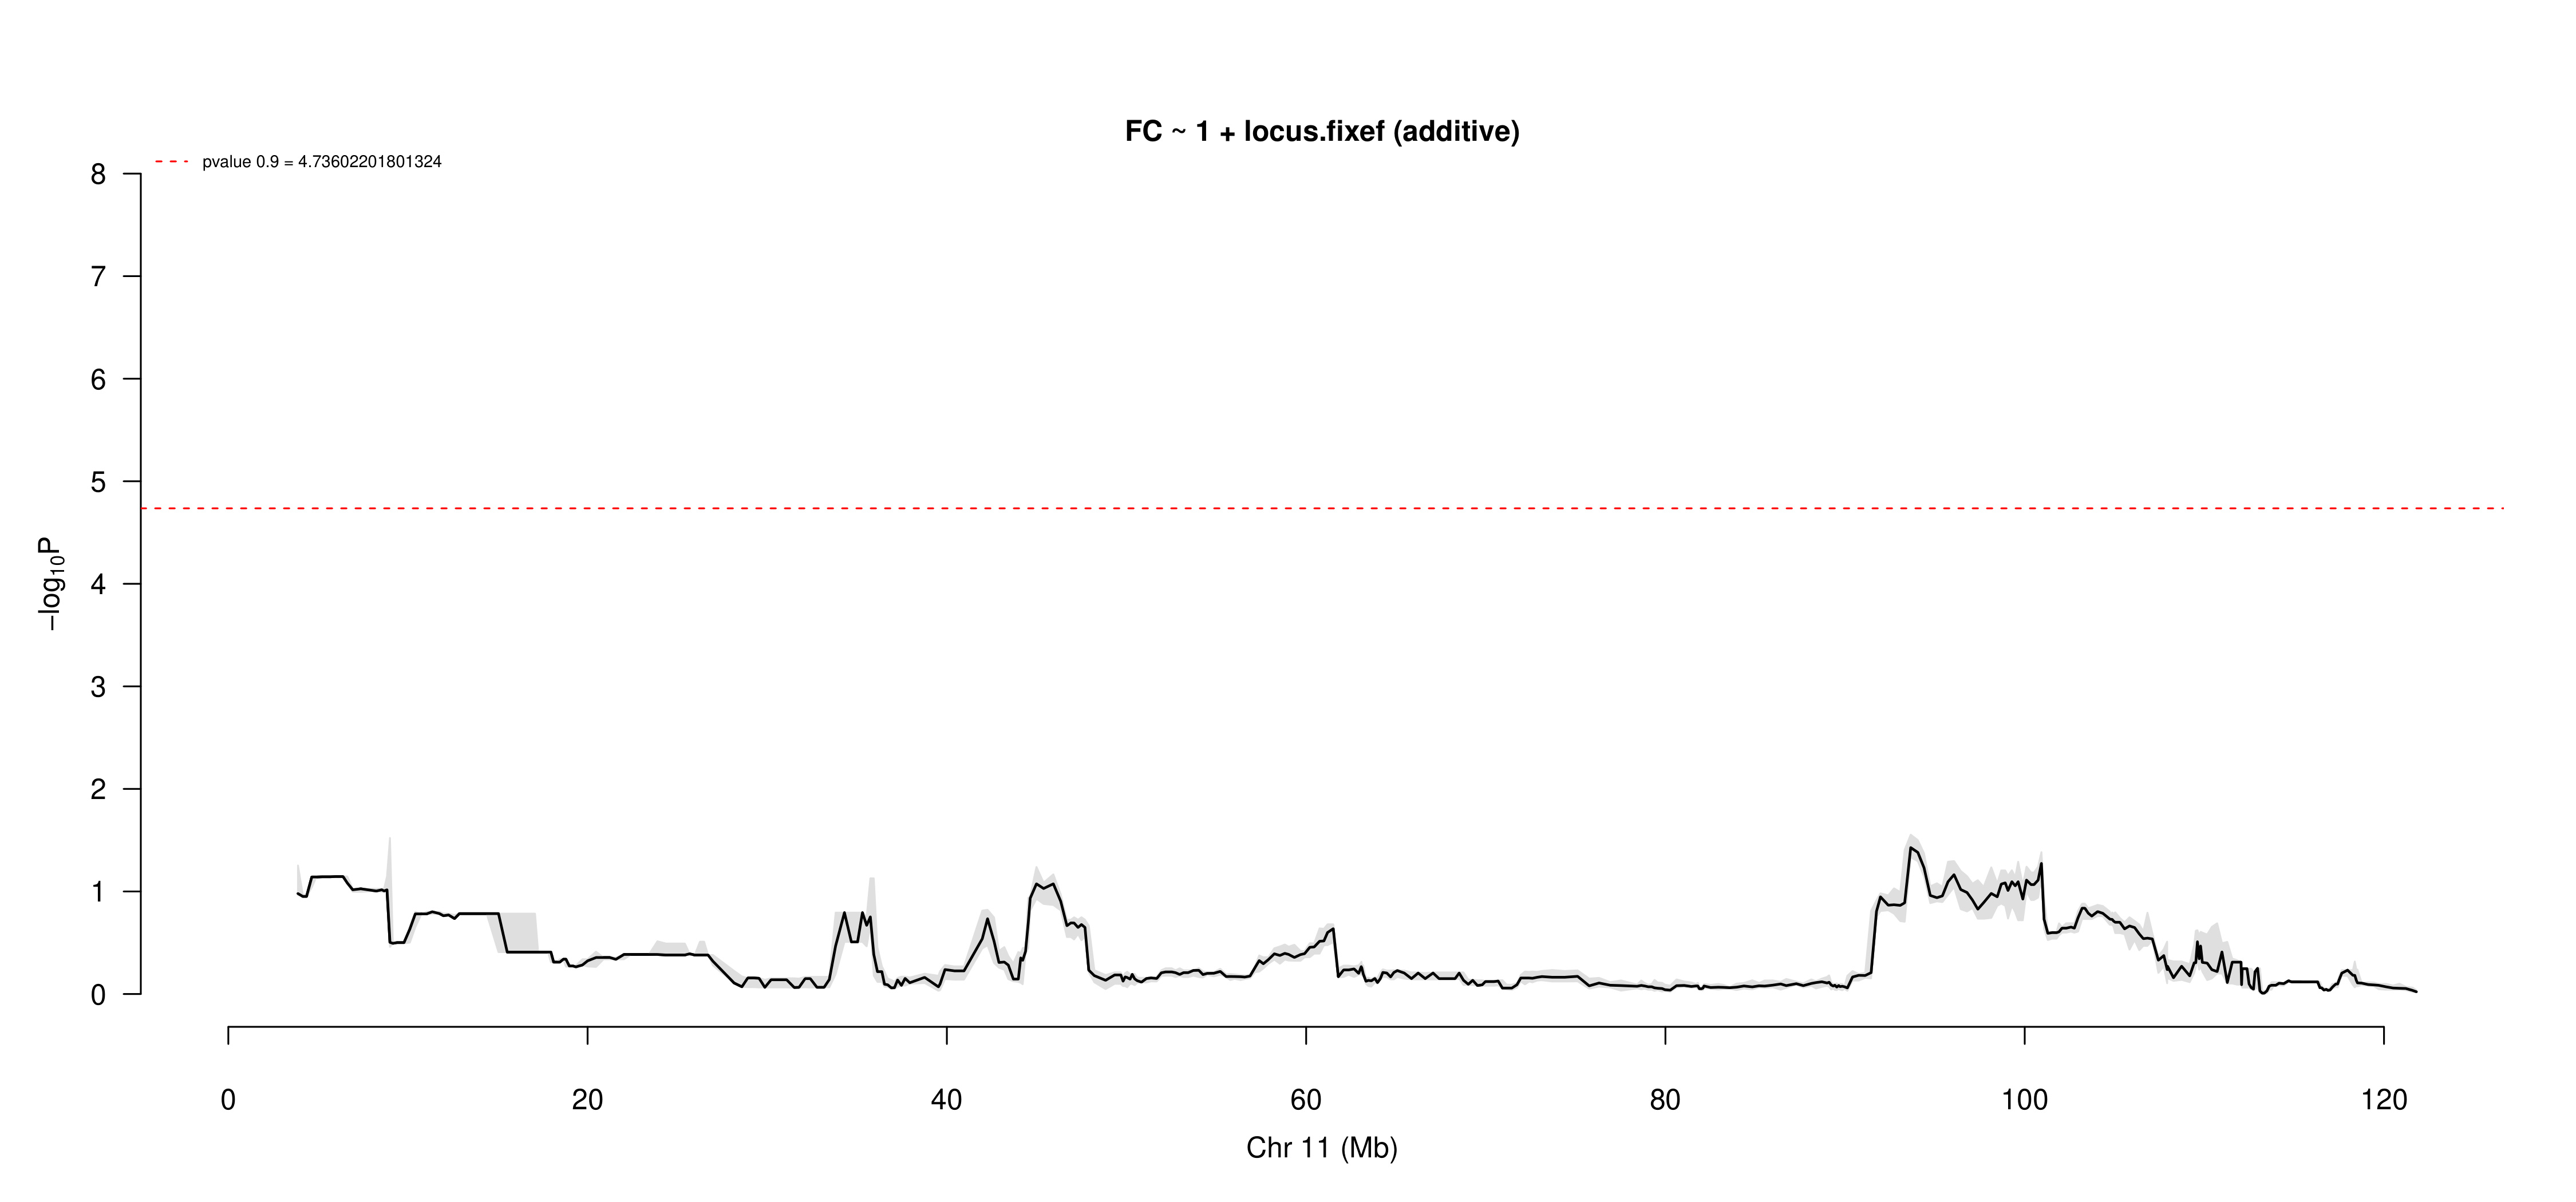 FC ~ 1 + locus.fixef (additive)
pvalue 0.9 = 4.73602201801324
8
7
6
5
4
3
2
1
0
−log10P
0 20 40 60 80 100 120
Chr 11 (Mb)